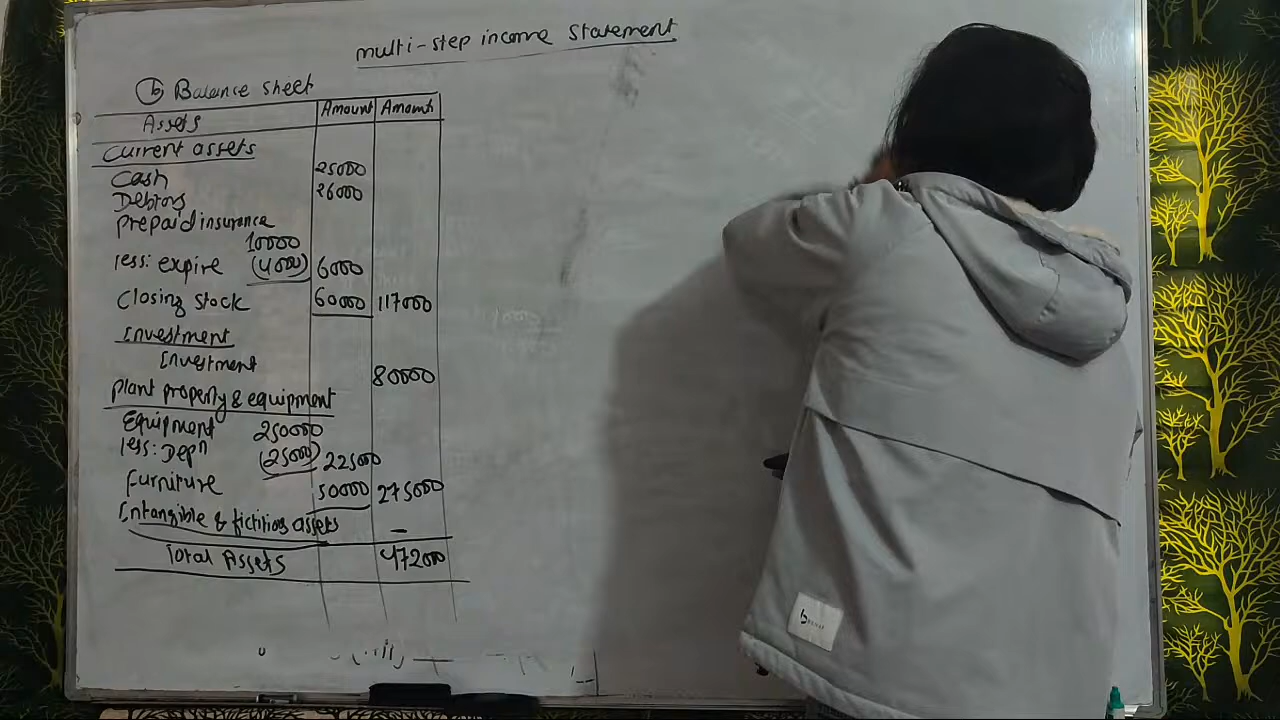 multi-step income statement
b Balance sheet
Assets Amount Amount
Current assets
Cash 25000
Debtors 26000
Prepaid insurance
10000
less: expire (4000) 6000
Closing stock 60000 117000
Investment
Investment 80000
Plant property & equipment
Equipment 250000
less: Depn (25000) 225000
Furniture 50000 275000
Intangible & fictitious assets -
Total Assets 472000